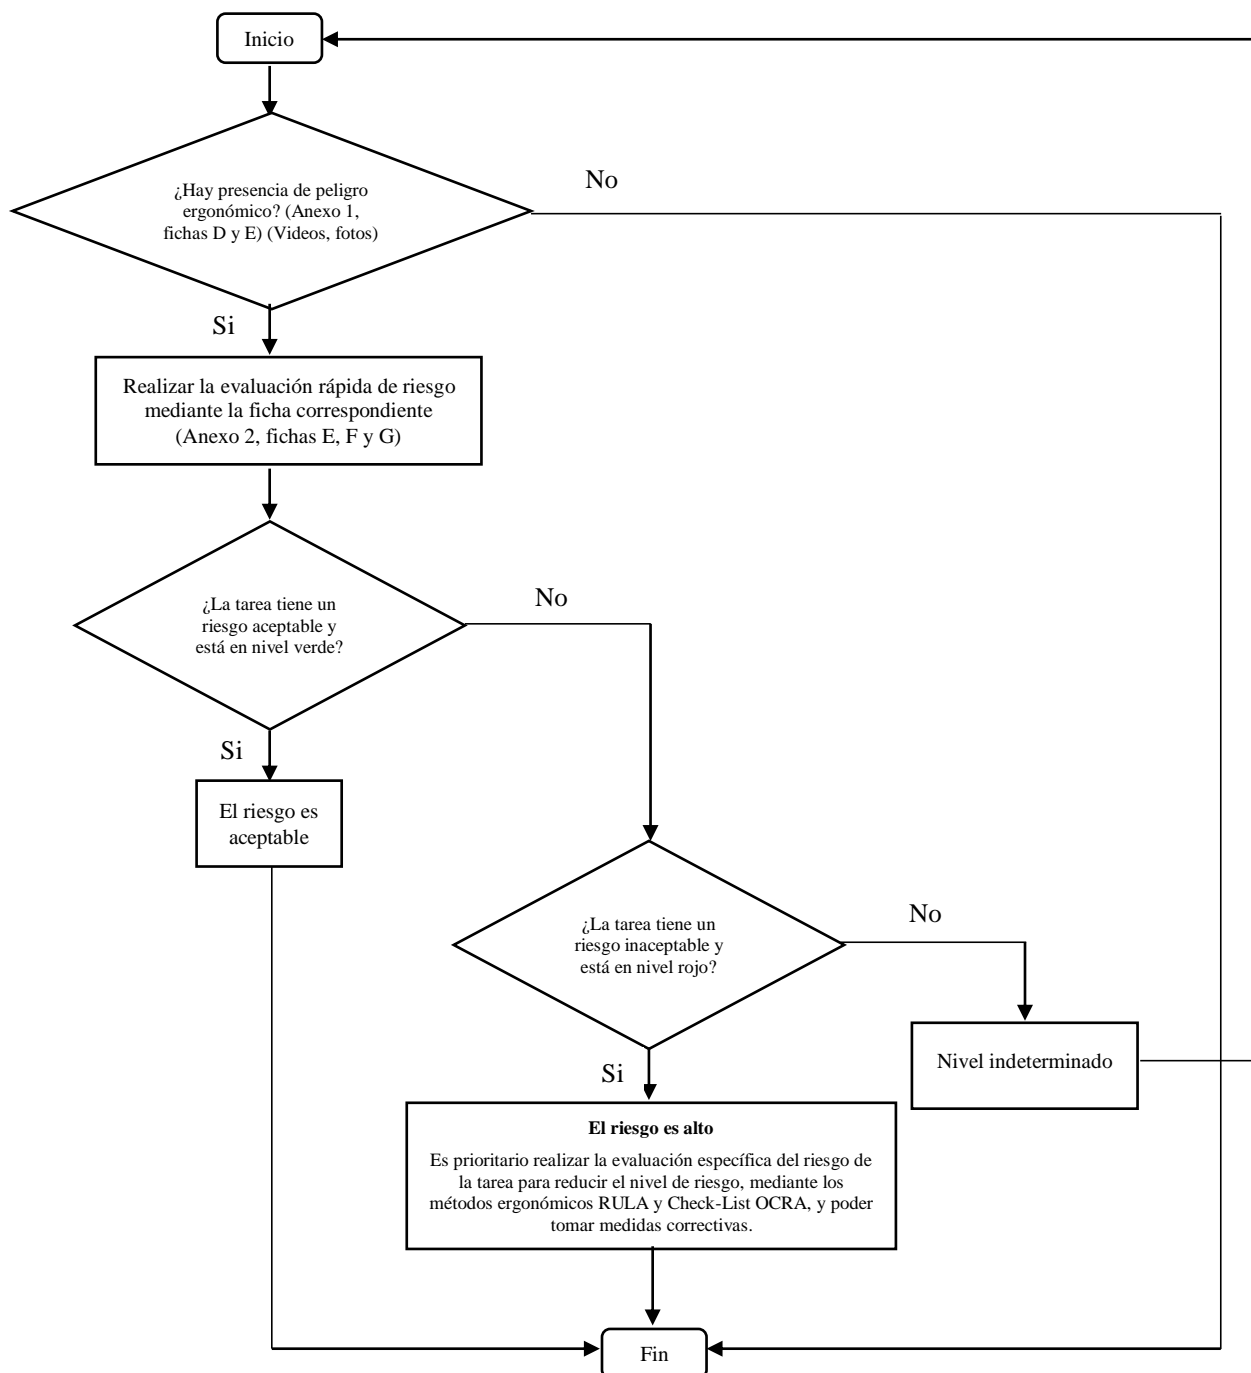 Inicio
¿Hay presencia de peligro
ergonómico? (Anexo 1,
fichas D y E) (Videos, fotos)
No
Si
Realizar la evaluación rápida de riesgo
mediante la ficha correspondiente
(Anexo 2, fichas E, F y G)
¿La tarea tiene un
riesgo aceptable y
está en nivel verde?
No
Si
El riesgo es
aceptable
¿La tarea tiene un
riesgo inaceptable y
está en nivel rojo?
No
Nivel indeterminado
Si
El riesgo es alto
Es prioritario realizar la evaluación específica del riesgo de
la tarea para reducir el nivel de riesgo, mediante los
métodos ergonómicos RULA y Check-List OCRA, y poder
tomar medidas correctivas.
Fin